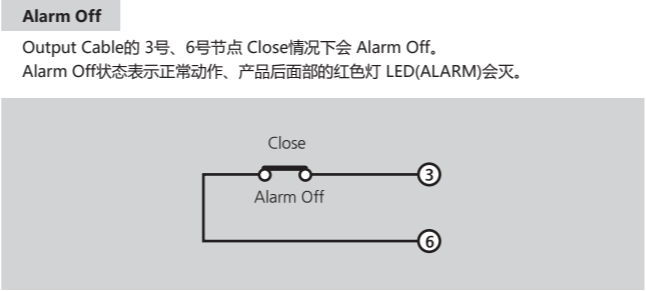 Alarm Off
Output Cable的 3号、6号节点 Close情况下会 Alarm Off。
Alarm Off状态表示正常动作、产品后面部的红色灯 LED(ALARM)会灭。
Close
3
Alarm Off
6